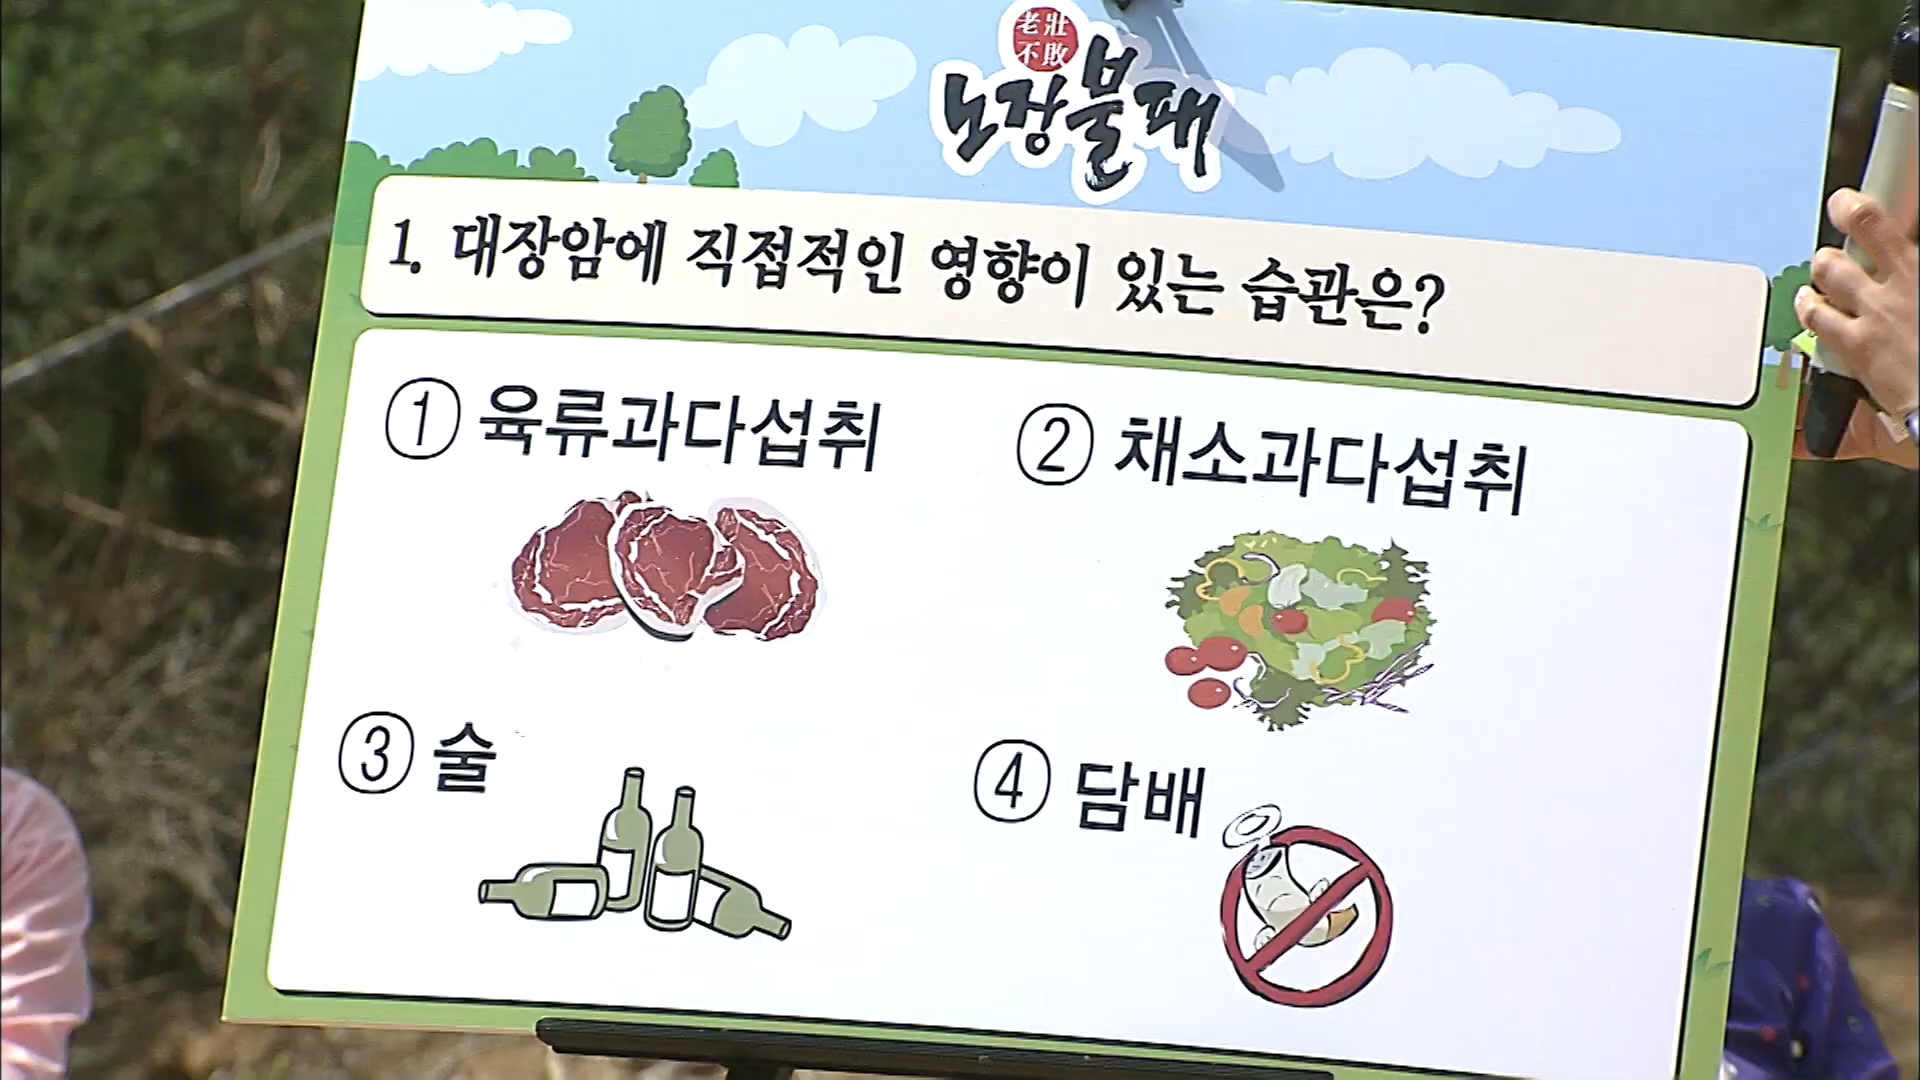 老壯
不敗
노장불패
1. 대장암에 직접적인 영향이 있는 습관은?
① 육류과다섭취
② 채소과다섭취
③ 술
④ 담배